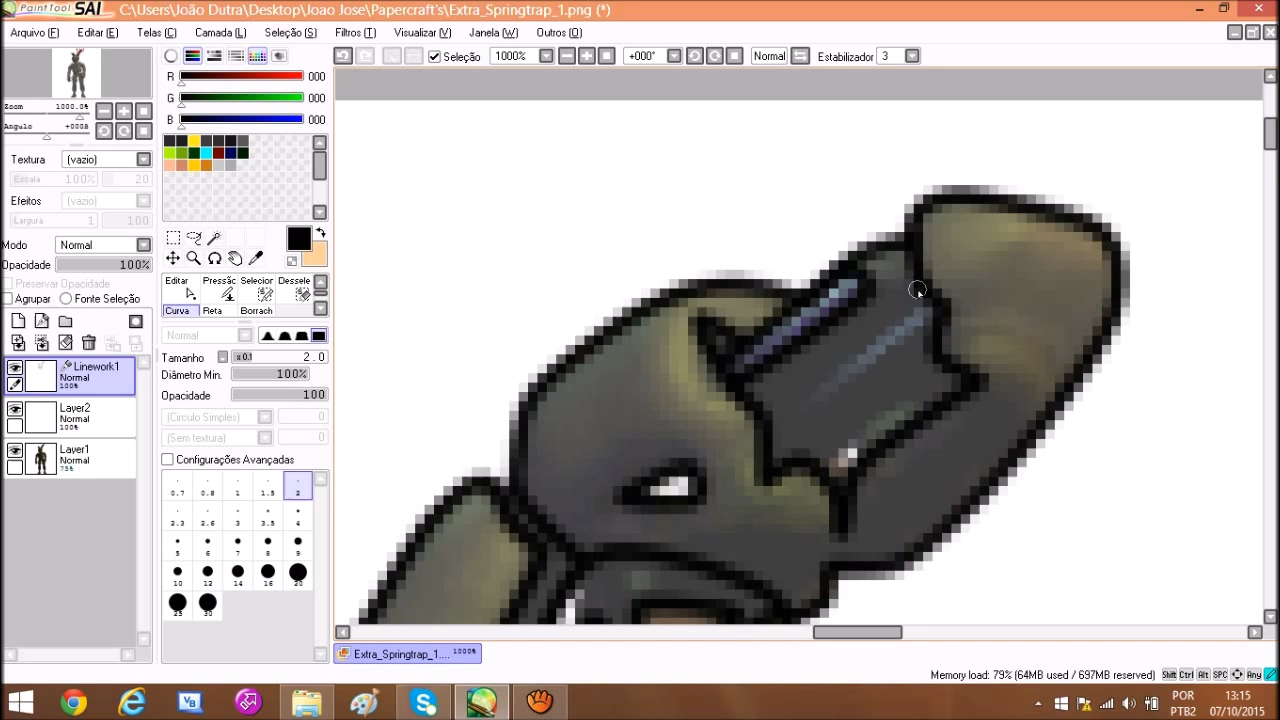 PaintTool SAI C:\Users\João Dutra\Desktop\Joao Jose\Papercraft's\Extra_Springtrap_1.png (*)
Arquivo (F) Editar (E) Telas (C) Camada (L) Seleção (S) Filtros (T) Visualizar (V) Janela (W) Outros (O)
Seleção 1000% +000° Normal Estabilizador 3
R 000
G 000
B 000
Zoom 1000.0%
Angulo +000°
Textura (vazio)
Escala 100% 20
Efeitos (vazio)
Largura 1 100
Modo Normal
Opacidade 100%
Preservar Opacidade
Agrupar Fonte Seleção
Linework1
Normal
100%
Layer2
Normal
100%
Layer1
Normal
75%
Editar Pressão Selecior Dessele
Curva Reta Borrach
Normal
Tamanho x 0.1 2.0
Diâmetro Min. 100%
Opacidade 100
(Circulo Simples) 0
(Sem textura) 0
Configurações Avançadas
0.7 0.8 1 1.5 2
2.3 2.6 3 3.5 4
5 6 7 8 9
10 12 14 16 20
25 30
Extra_Springtrap_1.... 1000%
Memory load: 79% (64MB used / 697MB reserved) Shift Ctrl Alt SPC Any
VB
POR
PTB2
13:15
07/10/2015